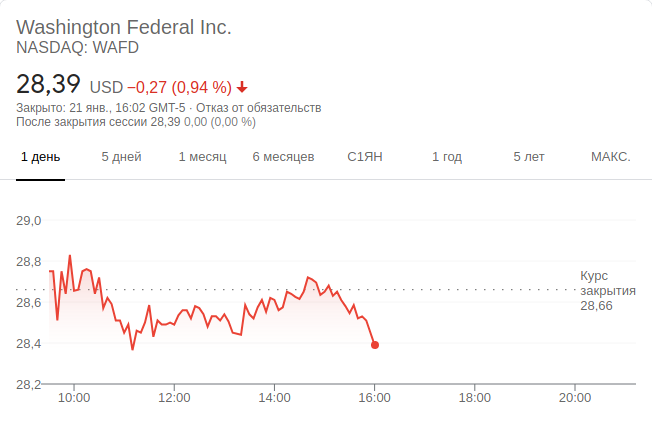 Washington Federal Inc.
NASDAQ: WAFD
28,39 USD −0,27 (0,94 %)
Закрыто: 21 янв., 16:02 GMT-5 · Отказ от обязательств
После закрытия сессии 28,39 0,00 (0,00 %)
1 день 5 дней 1 месяц 6 месяцев С1ЯН 1 год 5 лет МАКС.
29,0
28,8
Курс
закрытия
28,66
28,6
28,4
28,2
10:00 12:00 14:00 16:00 18:00 20:00